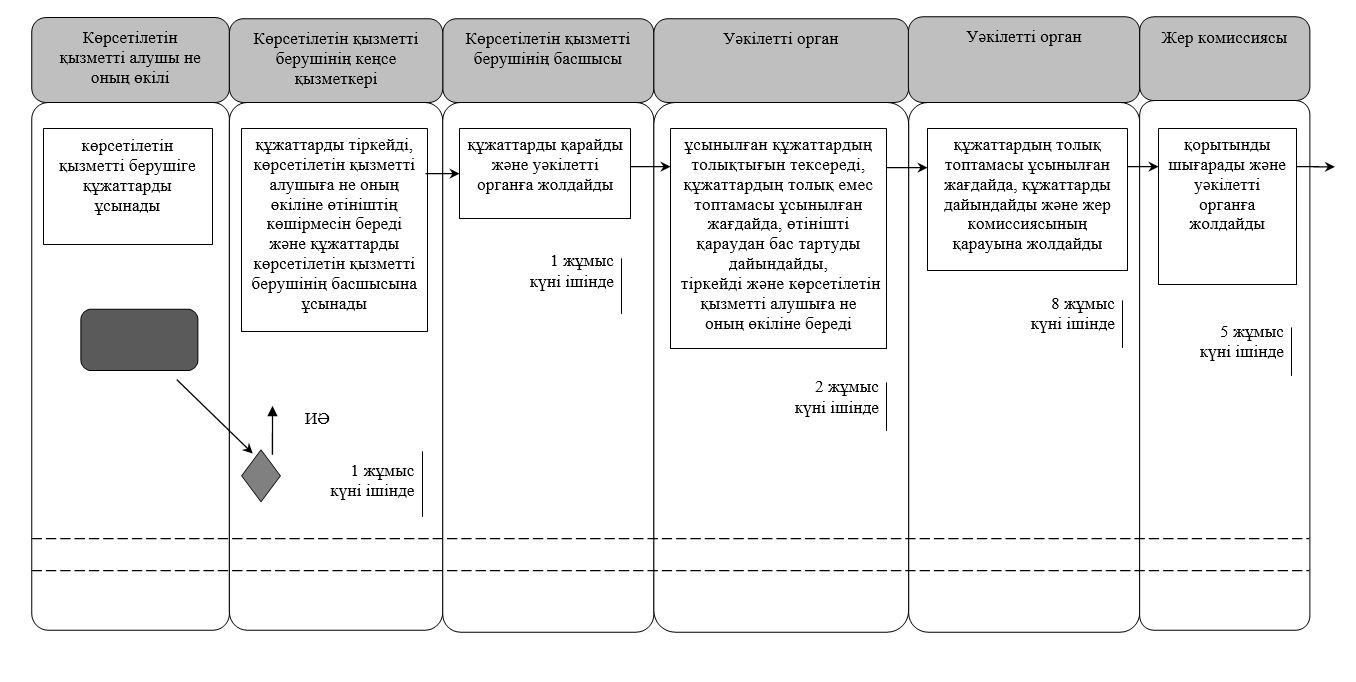 Көрсетілетін
қызметті алушы не
оның өкілі
Көрсетілетін қызметті
берушінің кеңсе
қызметкері
Көрсетілетін қызметті
берушінің басшысы
Уәкілетті орган
Уәкілетті орган
Жер комиссиясы
көрсетілетін
қызметті берушіге
құжаттарды
ұсынады
құжаттарды тіркейді,
көрсетілетін қызметті
алушыға не оның
өкіліне өтініштің
көшірмесін береді
және құжаттарды
көрсетілетін қызметті
берушінің басшысына
ұсынады
құжаттарды қарайды
және уәкілетті
органға жолдайды
ұсынылған құжаттардың
толықтығын тексереді,
құжаттардың толық емес
топтамасы ұсынылған
жағдайда, өтінішті
қараудан бас тартуды
дайындайды,
тіркейді және көрсетілетін
қызметті алушыға не
оның өкіліне береді
құжаттардың толық
топтамасы ұсынылған
жағдайда, құжаттарды
дайындайды және жер
комиссиясының
қарауына жолдайды
қорытынды
шығарады және
уәкілетті
органға
жолдайды
1 жұмыс
күні ішінде
8 жұмыс
күні ішінде
5 жұмыс
күні ішінде
2 жұмыс
күні ішінде
ИӘ
1 жұмыс
күні ішінде